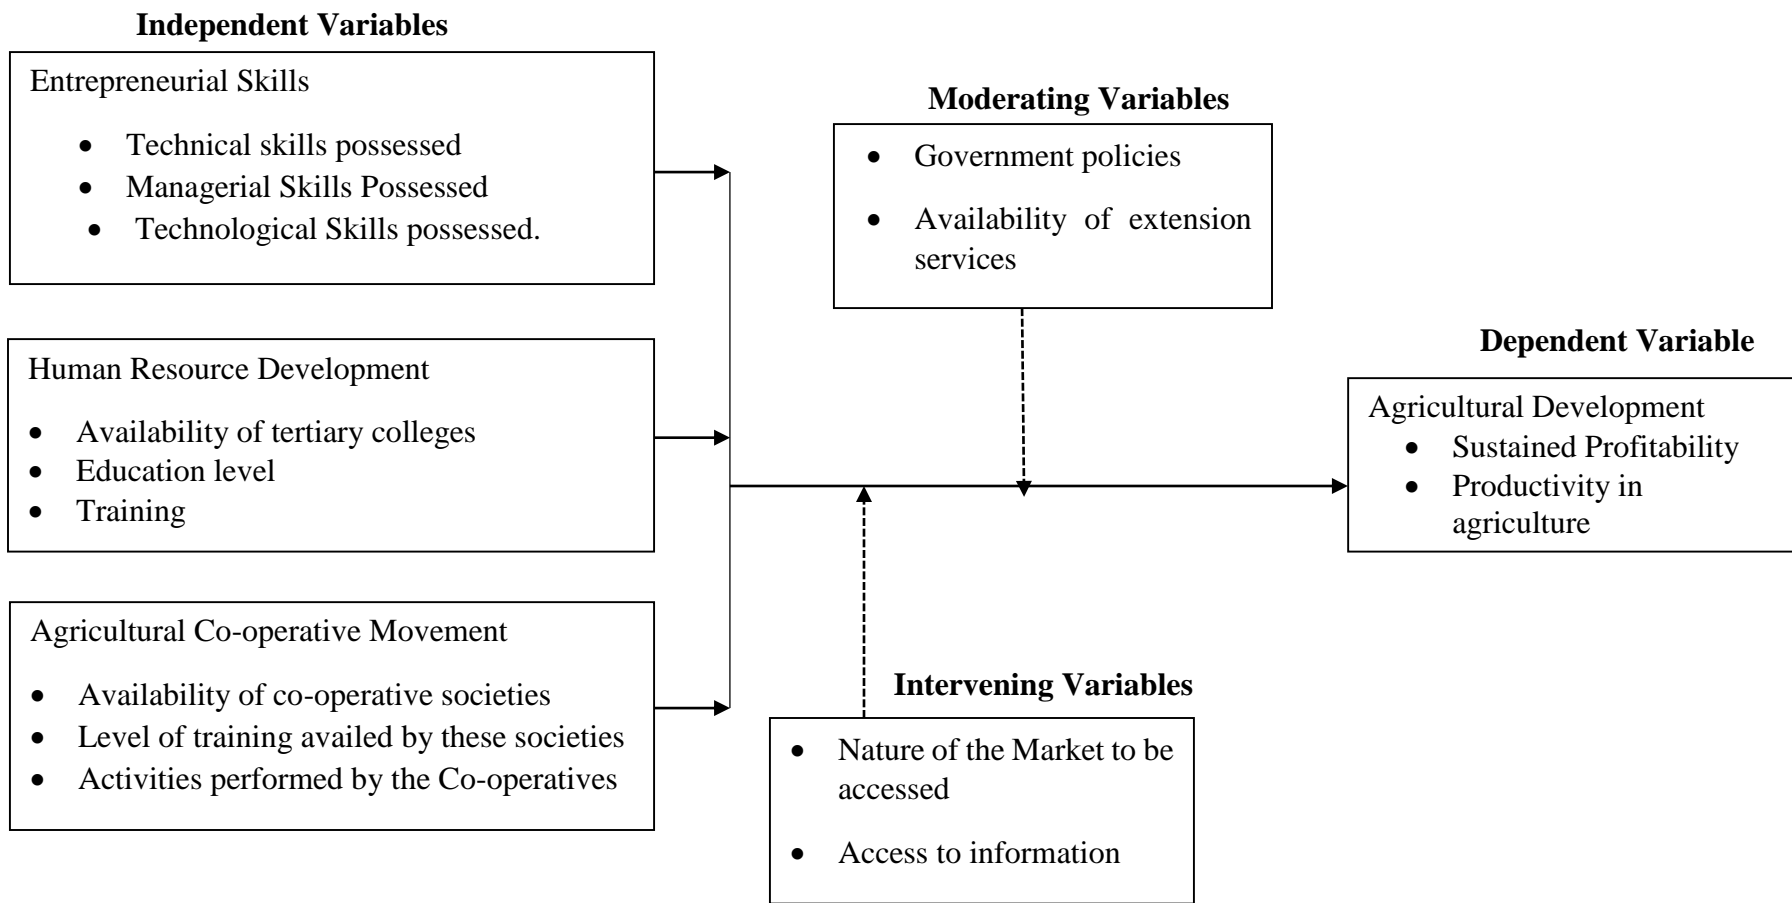 Independent Variables
Entrepreneurial Skills
• Technical skills possessed
• Managerial Skills Possessed
• Technological Skills possessed.
Human Resource Development
• Availability of tertiary colleges
• Education level
• Training
Agricultural Co-operative Movement
• Availability of co-operative societies
• Level of training availed by these societies
• Activities performed by the Co-operatives
Moderating Variables
• Government policies
• Availability of extension
services
Intervening Variables
• Nature of the Market to be
accessed
• Access to information
Dependent Variable
Agricultural Development
• Sustained Profitability
• Productivity in
agriculture